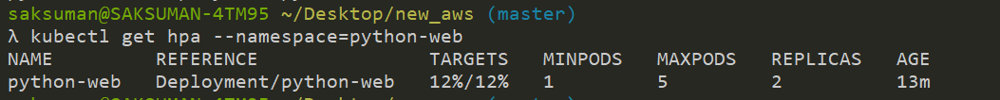 saksuman@SAKSUMAN-4TM95 ~/Desktop/new_aws (master)
λ kubectl get hpa --namespace=python-web
NAME REFERENCE TARGETS MINPODS MAXPODS REPLICAS AGE
python-web Deployment/python-web 12%/12% 1 5 2 13m